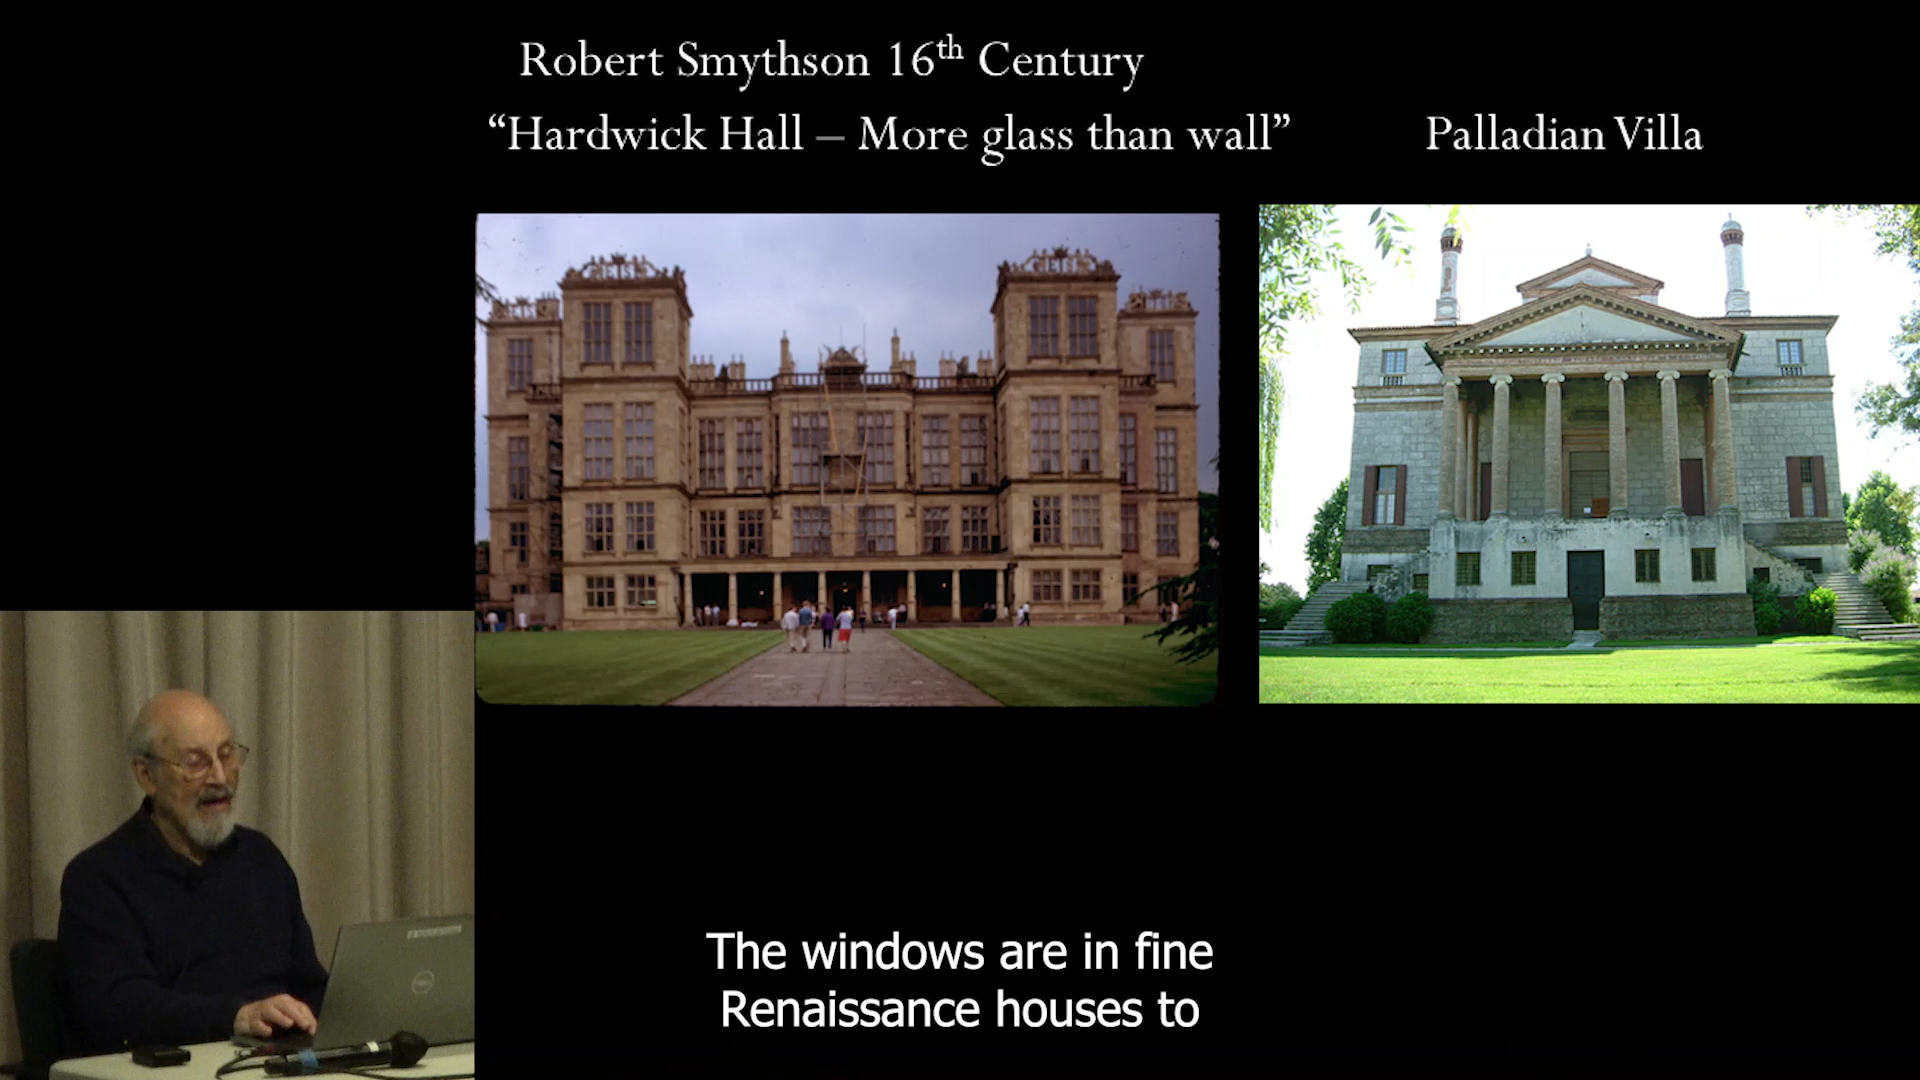 Robert Smythson 16th Century
“Hardwick Hall – More glass than wall”
Palladian Villa
The windows are in fine
Renaissance houses to